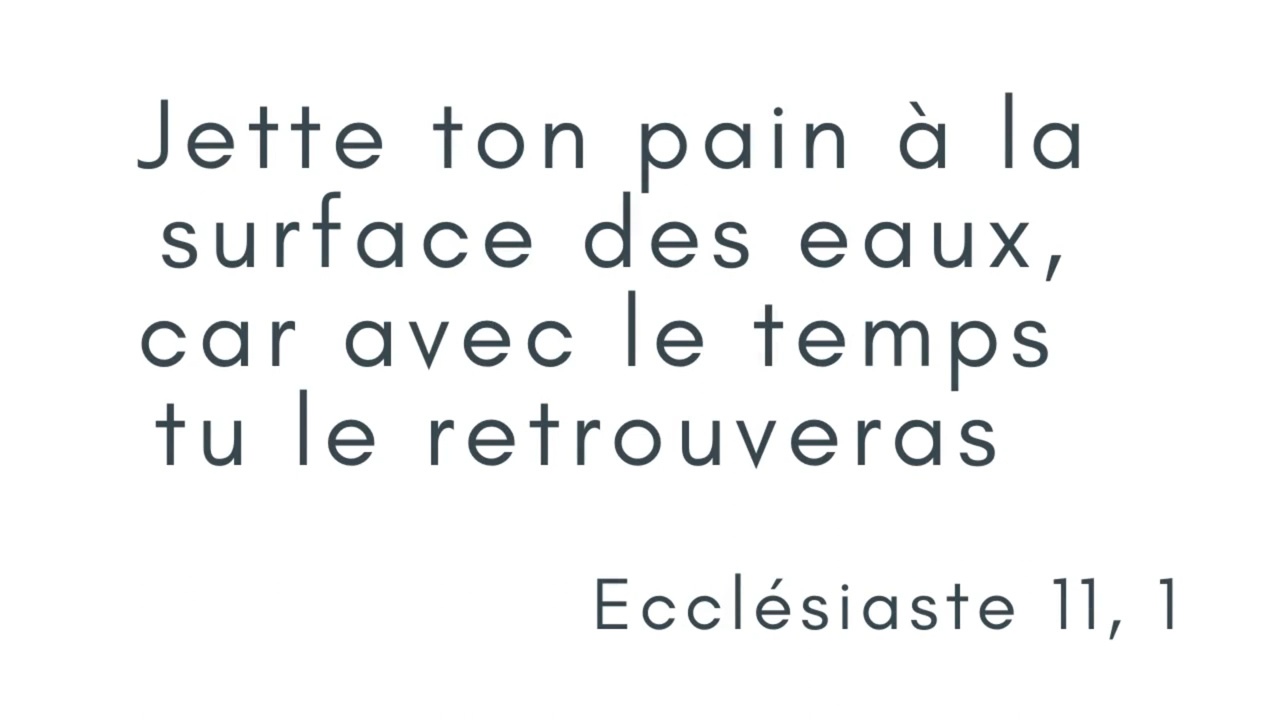 Jette ton pain à la
surface des eaux,
car avec le temps
tu le retrouveras
Ecclésiaste 11, 1